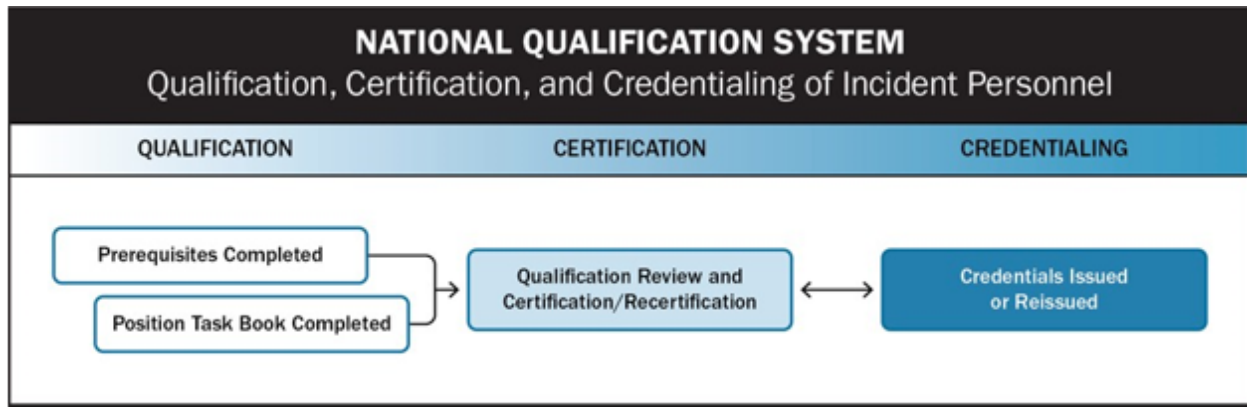 NATIONAL QUALIFICATION SYSTEM
Qualification, Certification, and Credentialing of Incident Personnel
QUALIFICATION
CERTIFICATION
CREDENTIALING
Prerequisites Completed
Position Task Book Completed
Qualification Review and
Certification/Recertification
Credentials Issued
or Reissued